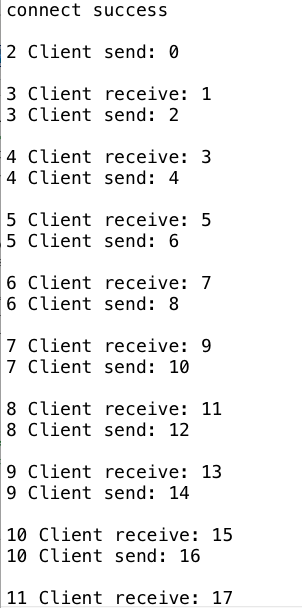 connect success
2 Client send: 0
3 Client receive: 1
3 Client send: 2
4 Client receive: 3
4 Client send: 4
5 Client receive: 5
5 Client send: 6
6 Client receive: 7
6 Client send: 8
7 Client receive: 9
7 Client send: 10
8 Client receive: 11
8 Client send: 12
9 Client receive: 13
9 Client send: 14
10 Client receive: 15
10 Client send: 16
11 Client receive: 17